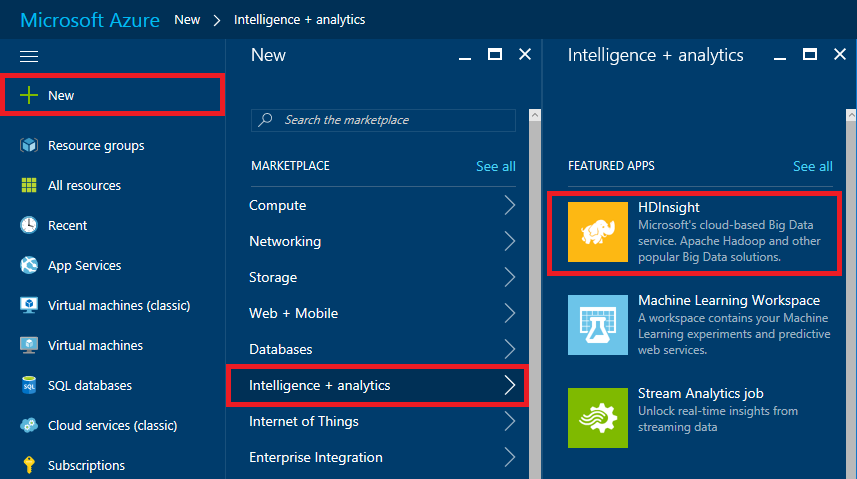 Microsoft Azure New > Intelligence + analytics
New
Resource groups
All resources
Recent
App Services
Virtual machines (classic)
Virtual machines
SQL databases
Cloud services (classic)
Subscriptions
New
Search the marketplace
MARKETPLACE See all
Compute
Networking
Storage
Web + Mobile
Databases
Intelligence + analytics
Internet of Things
Enterprise Integration
Intelligence + analytics
FEATURED APPS See all
HDInsight
Microsoft's cloud-based Big Data
service. Apache Hadoop and other
popular Big Data solutions.
Machine Learning Workspace
A workspace contains your Machine
Learning experiments and predictive
web services.
Stream Analytics job
Unlock real-time insights from
streaming data